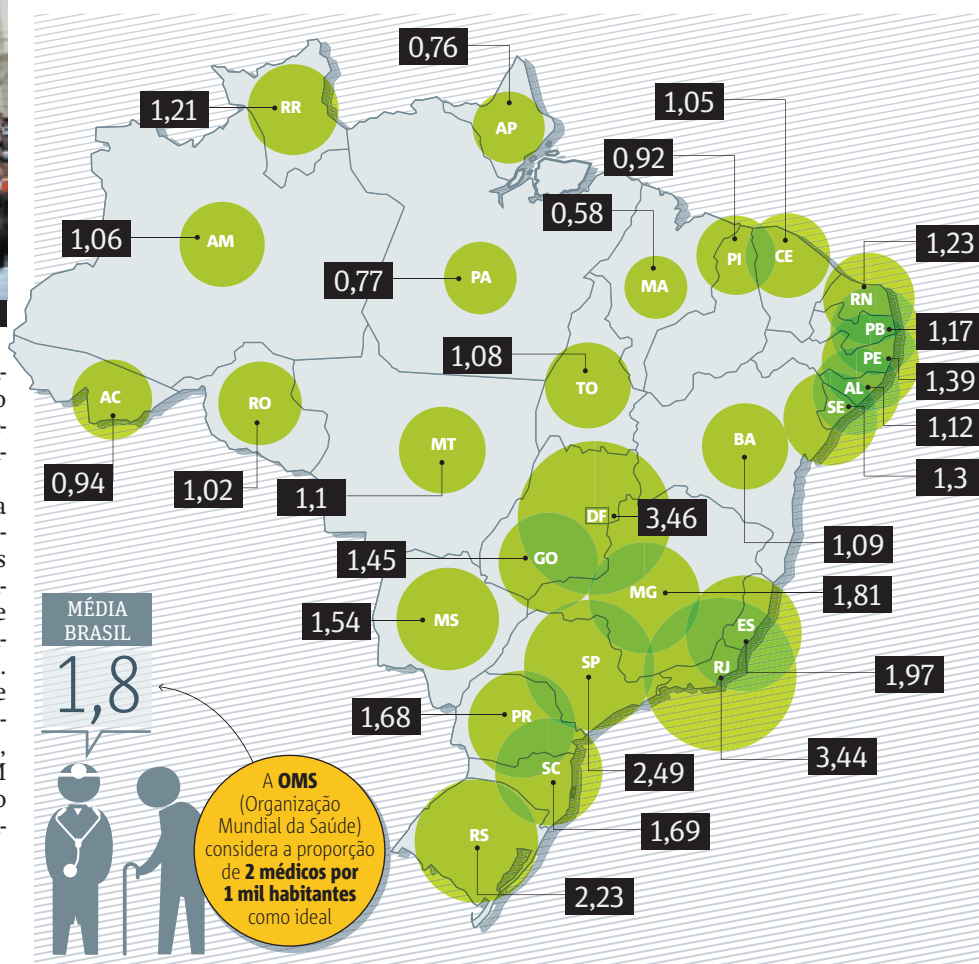 0,76
1,21
RR
AP
1,05
0,92
0,58
1,06
AM
0,77
PA
MA
PI
CE
1,23
RN
PB
1,17
PE
1,39
AL
1,12
SE
1,3
1,08
TO
AC
0,94
RO
1,02
MT
1,1
BA
1,09
DF
3,46
1,45
GO
MG
1,81
1,54
MS
ES
1,97
SP
2,49
RJ
3,44
1,68
PR
SC
1,69
RS
2,23
MÉDIA
BRASIL
1,8
A OMS
(Organização
Mundial da Saúde)
considera a proporção
de 2 médicos por
1 mil habitantes
como ideal